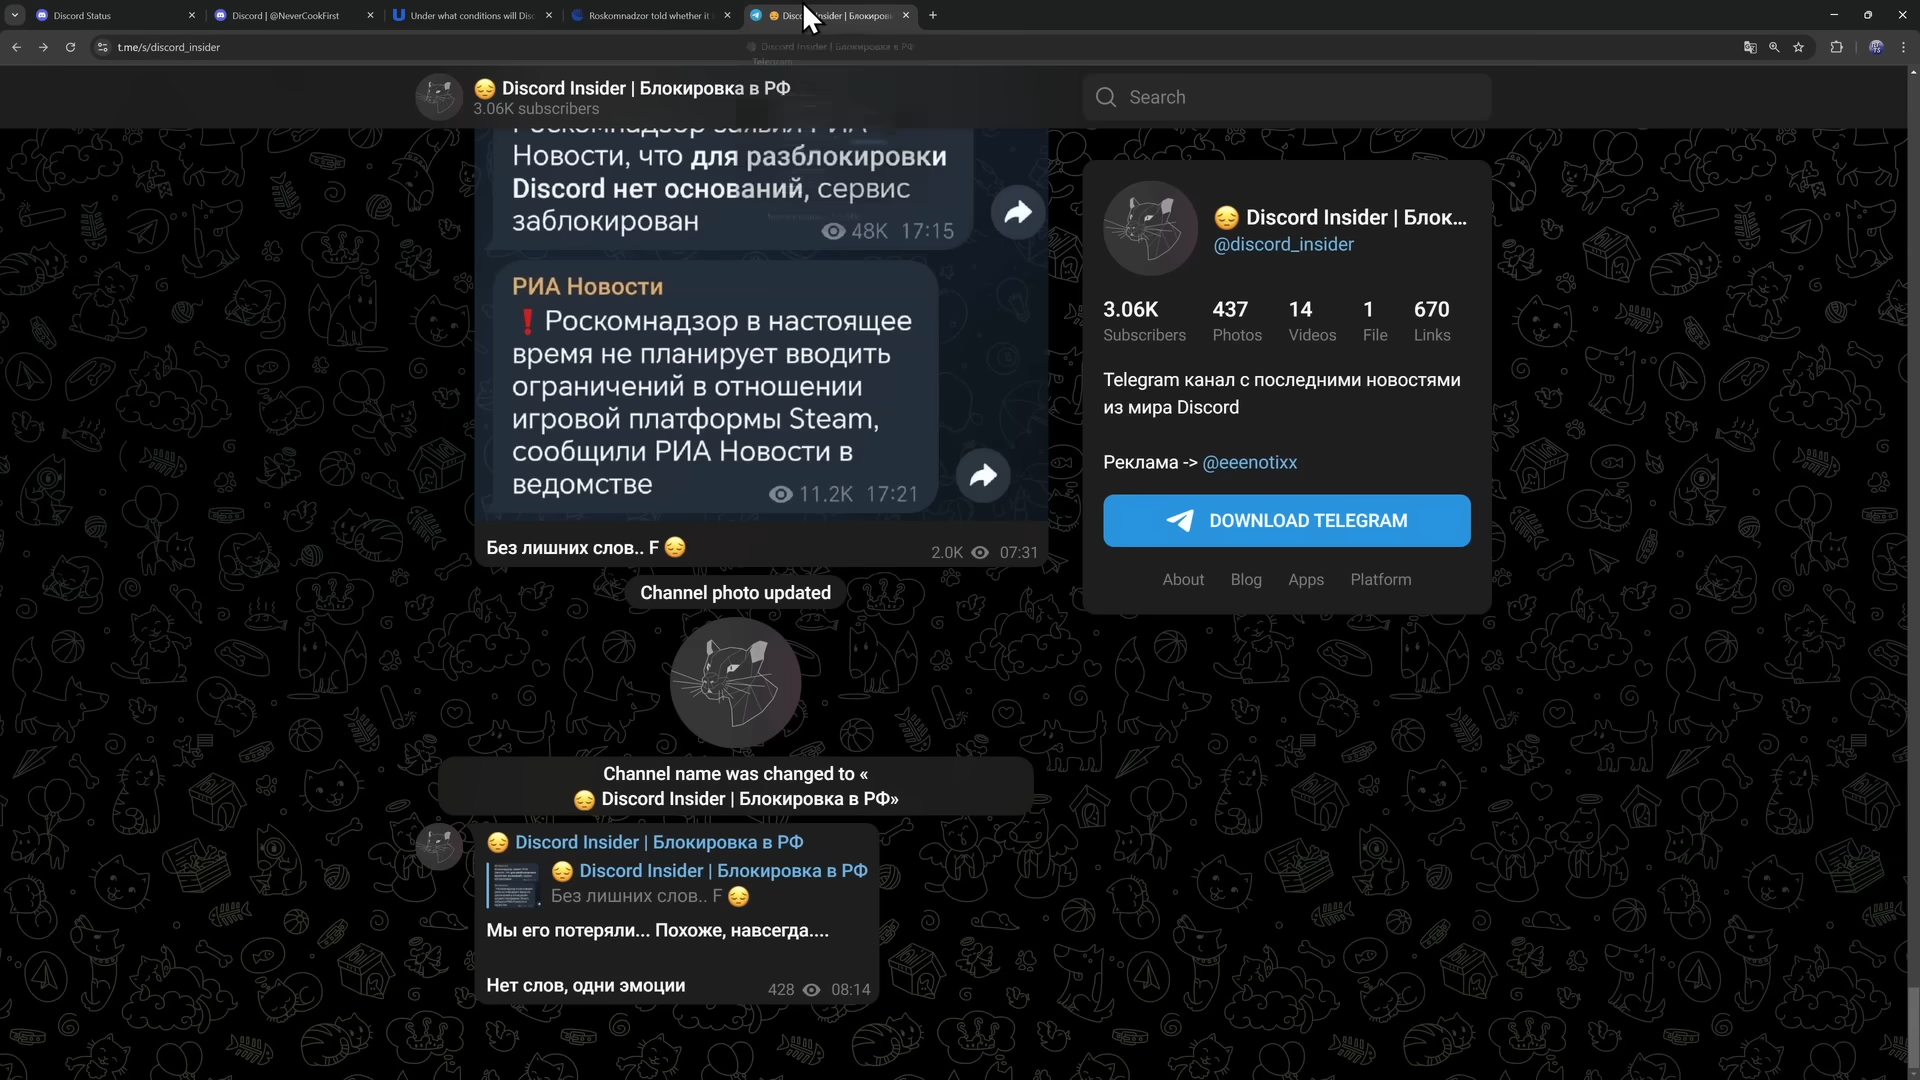 Discord Status
Discord | @NeverCookFirst
Under what conditions will Disc
Roskomnadzor told whether it
t.me/s/discord_insider
Discord Insider | Блокировка в РФ
Telegram
😔 Discord Insider | Блокировка в РФ
3.06K subscribers
Search
Роскомнадзор заявил РИА
Новости, что для разблокировки
Discord нет оснований, сервис
заблокирован
48K 17:15
РИА Новости
❗ Роскомнадзор в настоящее
время не планирует вводить
ограничений в отношении
игровой платформы Steam,
сообщили РИА Новости в
ведомстве
11.2K 17:21
Без лишних слов.. F 😔
2.0K 07:31
Channel photo updated
Channel name was changed to «
😔 Discord Insider | Блокировка в РФ»
😔 Discord Insider | Блокировка в РФ
😔 Discord Insider | Блокировка в РФ
Без лишних слов.. F 😔
Мы его потеряли... Похоже, навсегда....
Нет слов, одни эмоции
428 08:14
😔 Discord Insider | Блок...
@discord_insider
3.06K 437 14 1 670
Subscribers Photos Videos File Links
Telegram канал с последними новостями
из мира Discord
Реклама -> @eeenotixx
DOWNLOAD TELEGRAM
About Blog Apps Platform